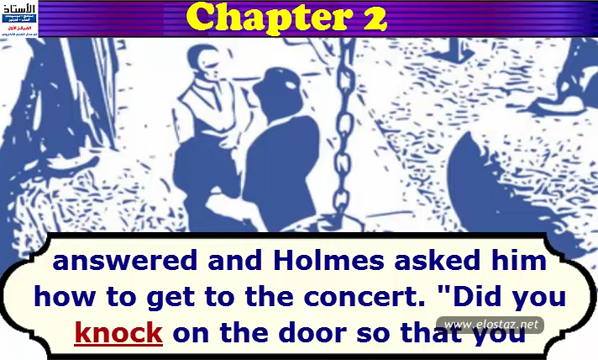 الأستاذ
Chapter 2
answered and Holmes asked him
how to get to the concert. "Did you
knock on the door so that you
www.elostaz.net